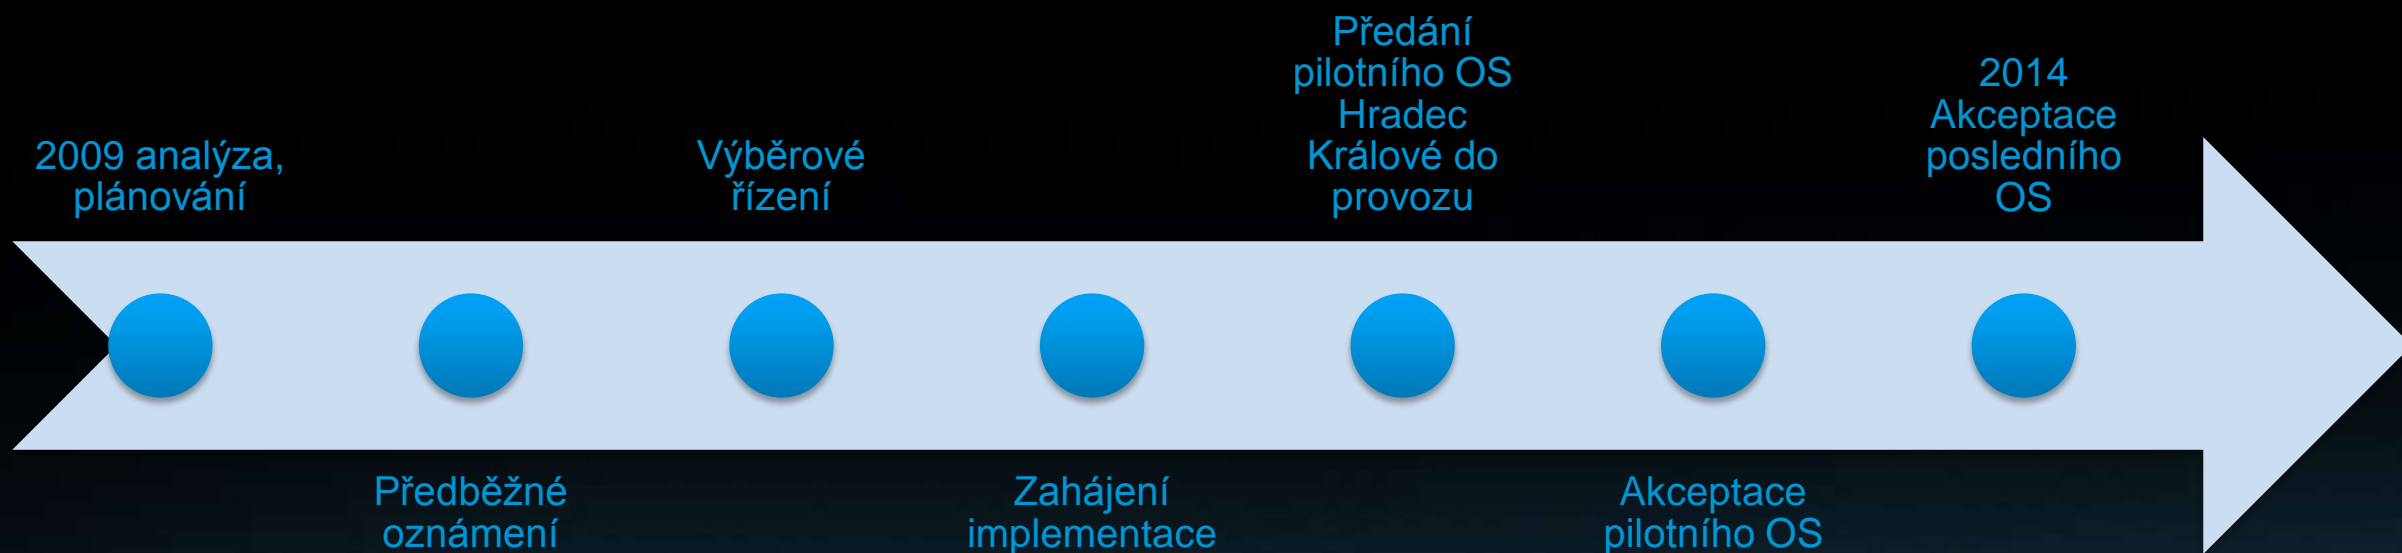 2009 analýza,
plánování
Předběžné
oznámení
Výběrové
řízení
Zahájení
implementace
Předání
pilotního OS
Hradec
Králové do
provozu
Akceptace
pilotního OS
2014
Akceptace
posledního
OS